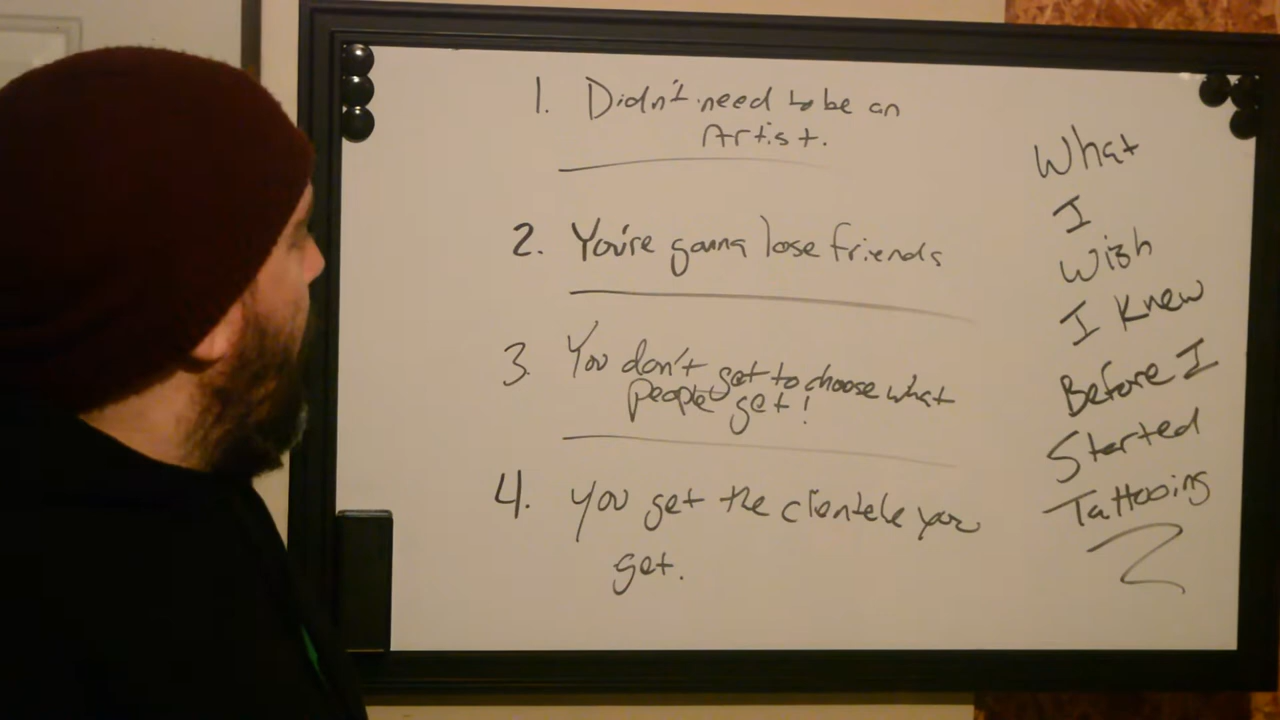 1. Didn't need to be an
Artist.
2. You're gonna lose friends
3. You don't get to choose what
people get!
4. You get the clientele you
get.
What
I
Wish
I Knew
Before I
Started
Tattooing